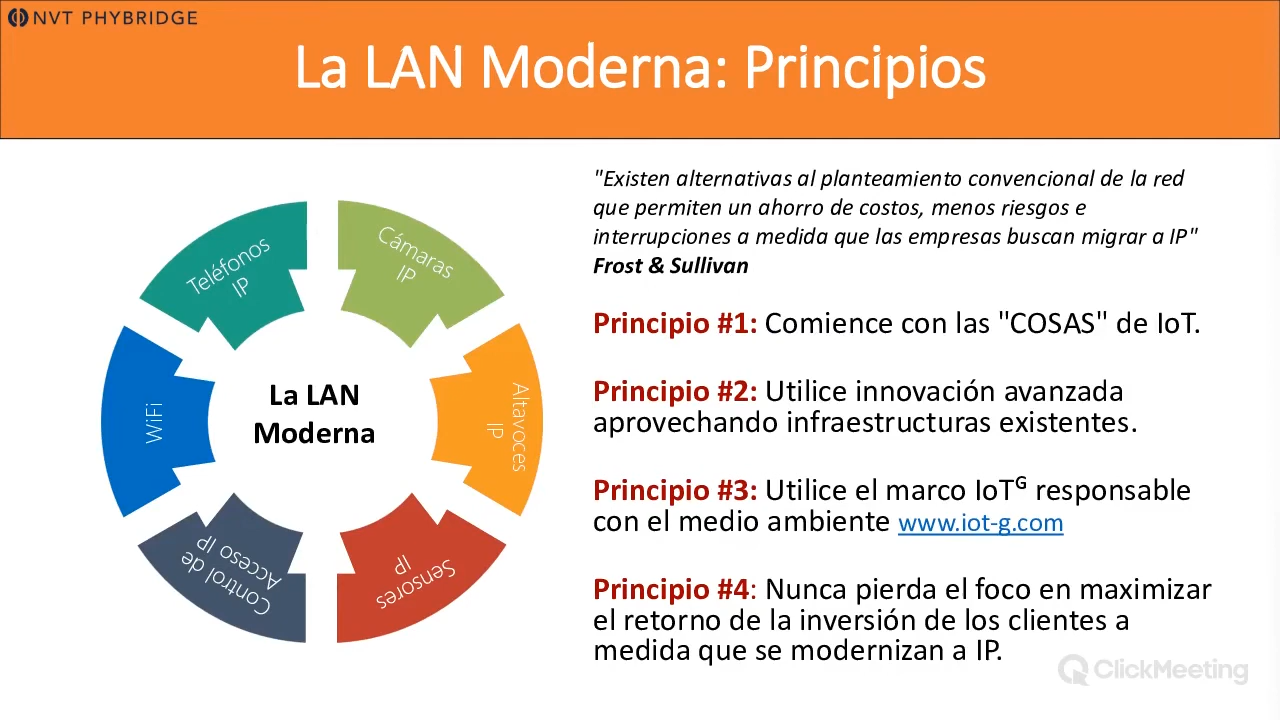 NVT PHYBRIDGE
La LAN Moderna: Principios
"Existen alternativas al planteamiento convencional de la red
que permiten un ahorro de costos, menos riesgos e
interrupciones a medida que las empresas buscan migrar a IP"
Frost & Sullivan
Principio #1: Comience con las "COSAS" de IoT.
Principio #2: Utilice innovación avanzada
aprovechando infraestructuras existentes.
Principio #3: Utilice el marco IoTᴳ responsable
con el medio ambiente www.iot-g.com
Principio #4: Nunca pierda el foco en maximizar
el retorno de la inversión de los clientes a
medida que se modernizan a IP.
Teléfonos
IP
Cámaras
IP
Altavoces
IP
Sensores
IP
Control de
Acceso IP
WiFi
La LAN
Moderna
ClickMeeting